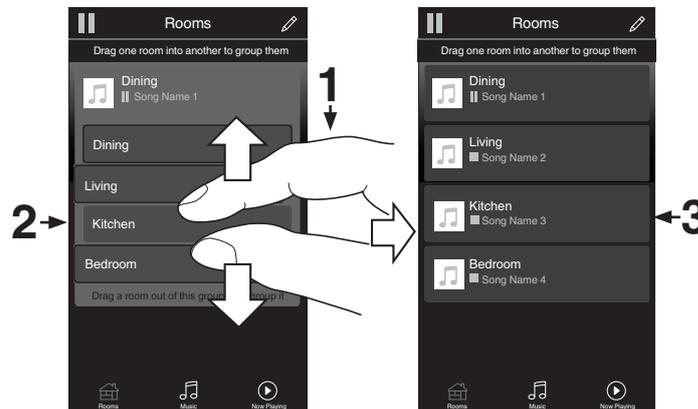 Rooms
Drag one room into another to group them
Dining
Song Name 1
Dining
Living
Kitchen
Bedroom
Drag a room out of this group group it
Rooms
Music
Now Playing
1
2
Rooms
Drag one room into another to group them
Dining
Song Name 1
Living
Song Name 2
Kitchen
Song Name 3
Bedroom
Song Name 4
Rooms
Music
Now Playing
3